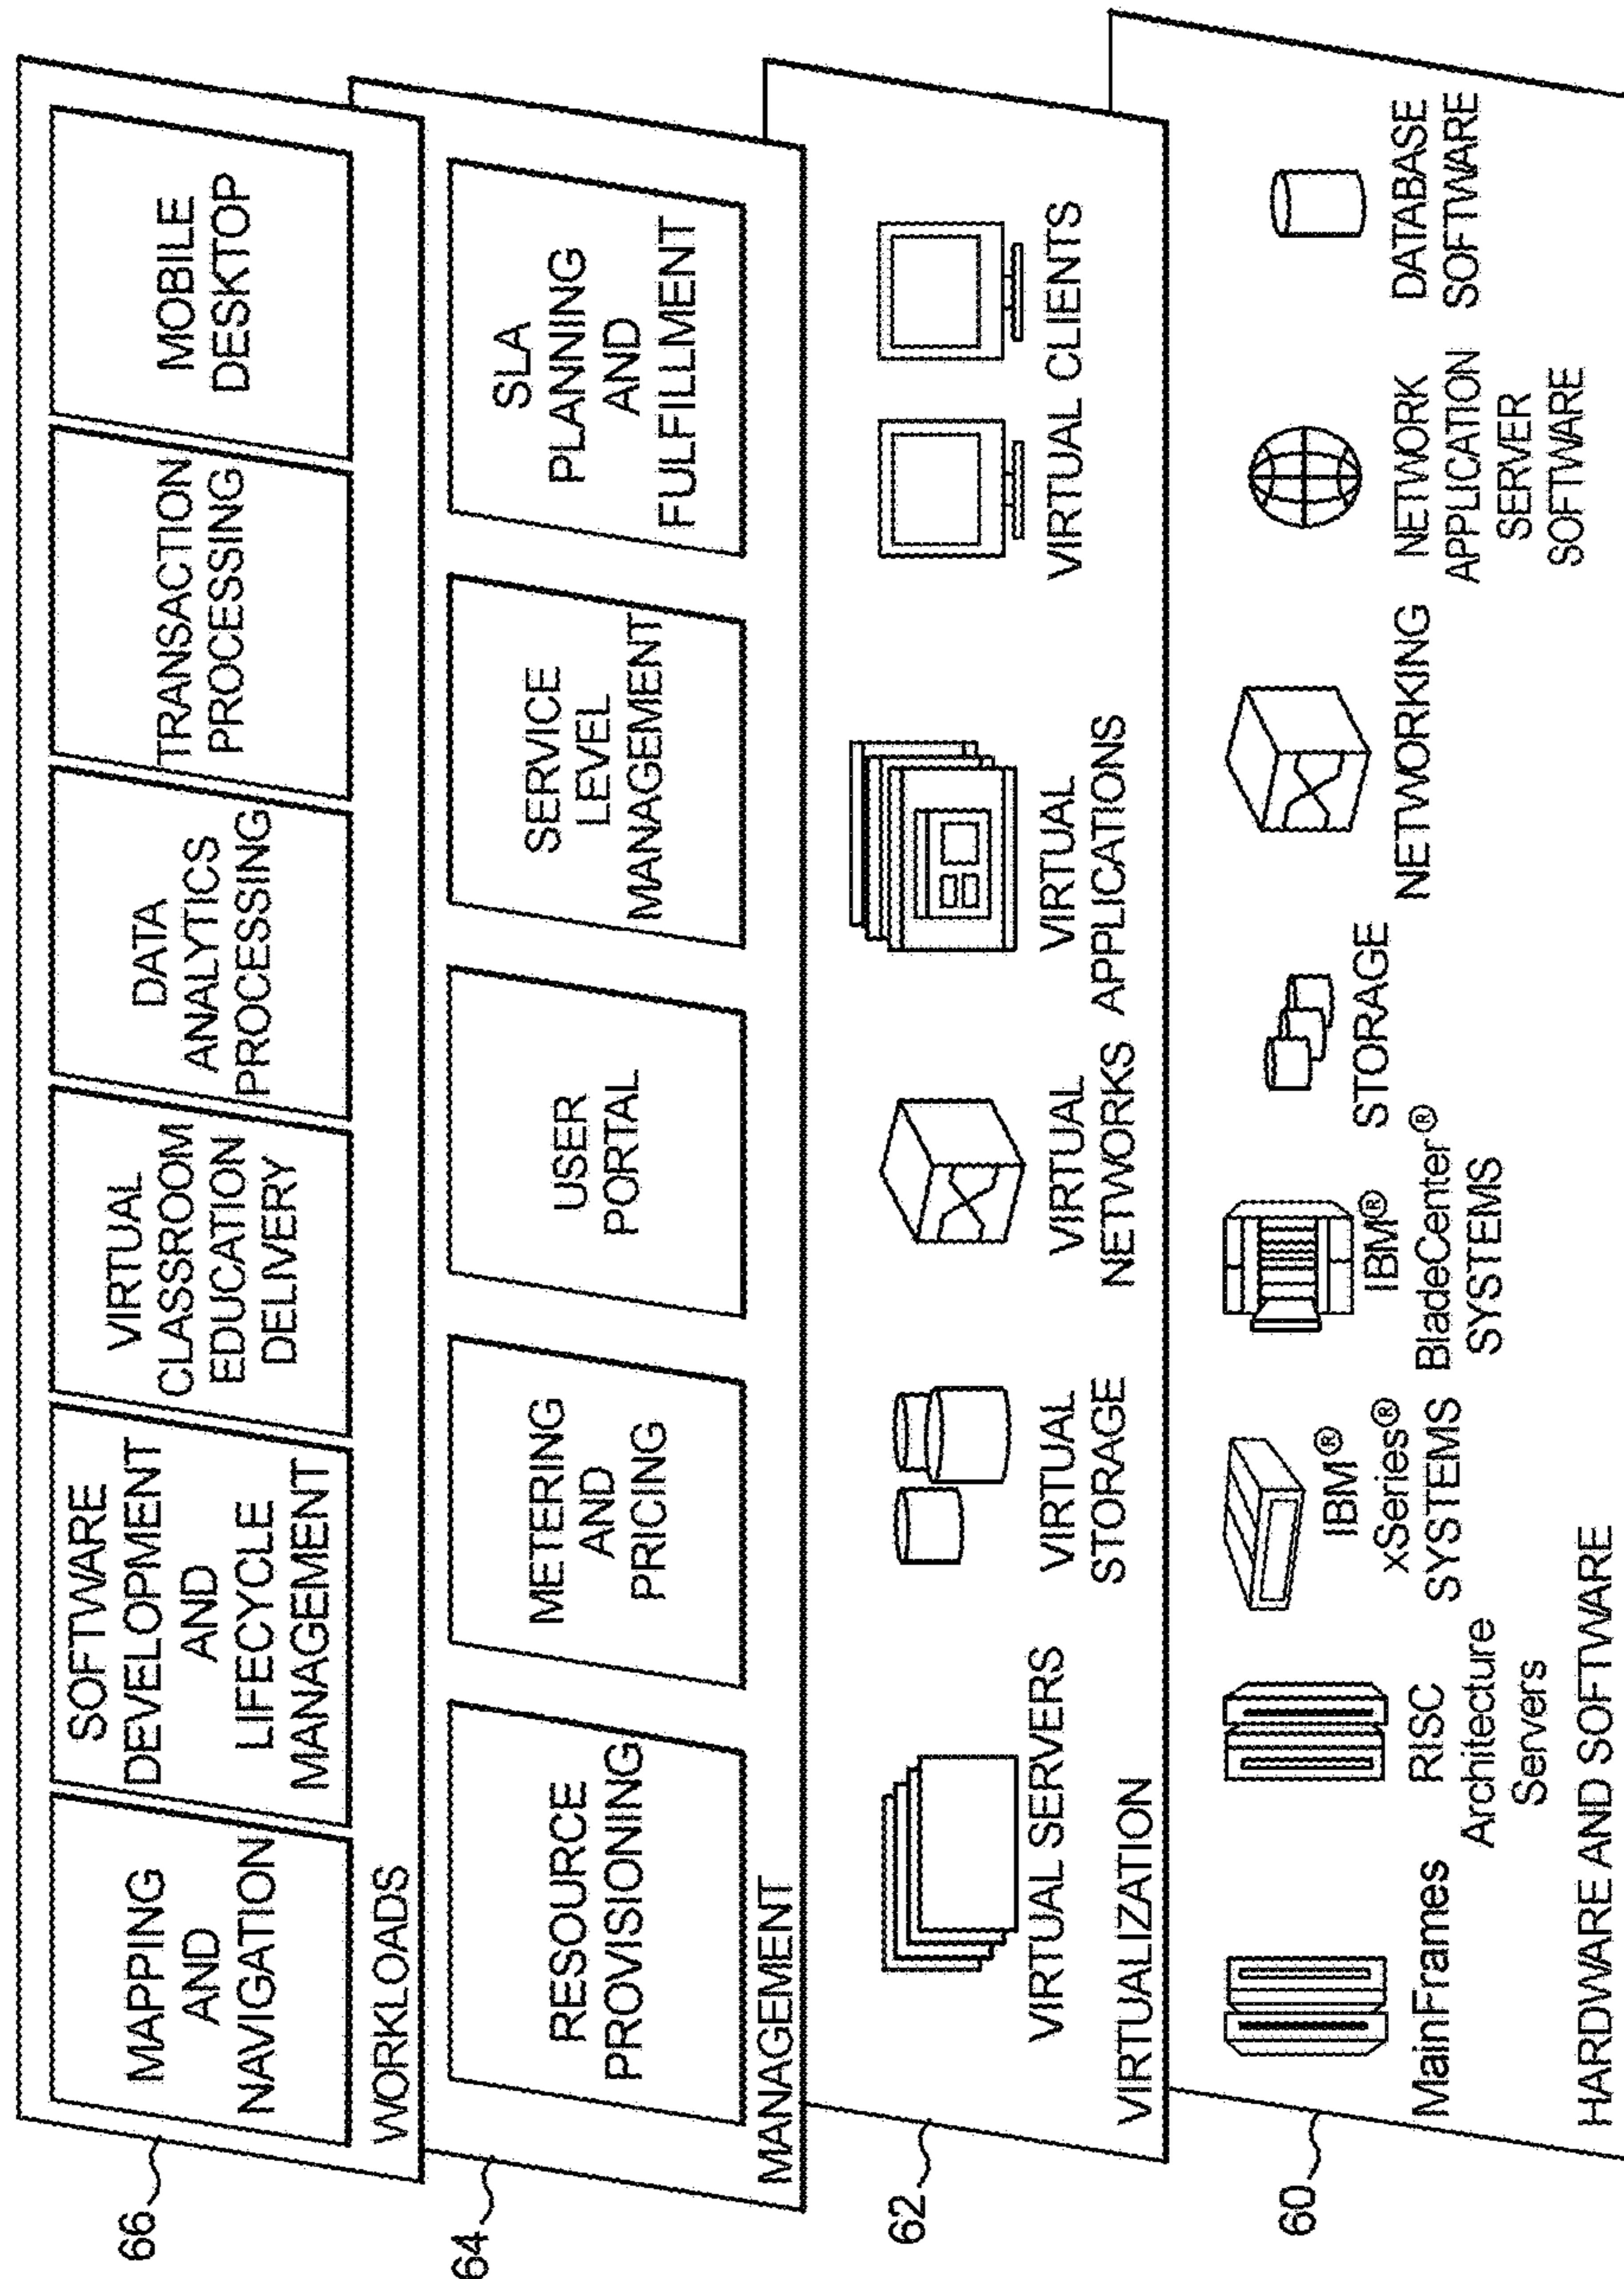 66
MAPPING
AND
NAVIGATION
SOFTWARE
DEVELOPMENT
AND
LIFECYCLE
MANAGEMENT
VIRTUAL
CLASSROOM
EDUCATION
DELIVERY
DATA
ANALYTICS
PROCESSING
TRANSACTION
PROCESSING
MOBILE
DESKTOP
WORKLOADS
64
RESOURCE
PROVISIONING
METERING
AND
PRICING
USER
PORTAL
SERVICE
LEVEL
MANAGEMENT
SLA
PLANNING
AND
FULFILLMENT
MANAGEMENT
62
VIRTUAL SERVERS
VIRTUAL
STORAGE
VIRTUAL
NETWORKS
VIRTUAL
APPLICATIONS
VIRTUAL CLIENTS
VIRTUALIZATION
60
MainFrames
RISC
Architecture
Servers
IBM®
xSeries®
SYSTEMS
IBM®
BladeCenter®
SYSTEMS
STORAGE
NETWORKING
NETWORK
APPLICATION
SERVER
SOFTWARE
DATABASE
SOFTWARE
HARDWARE AND SOFTWARE